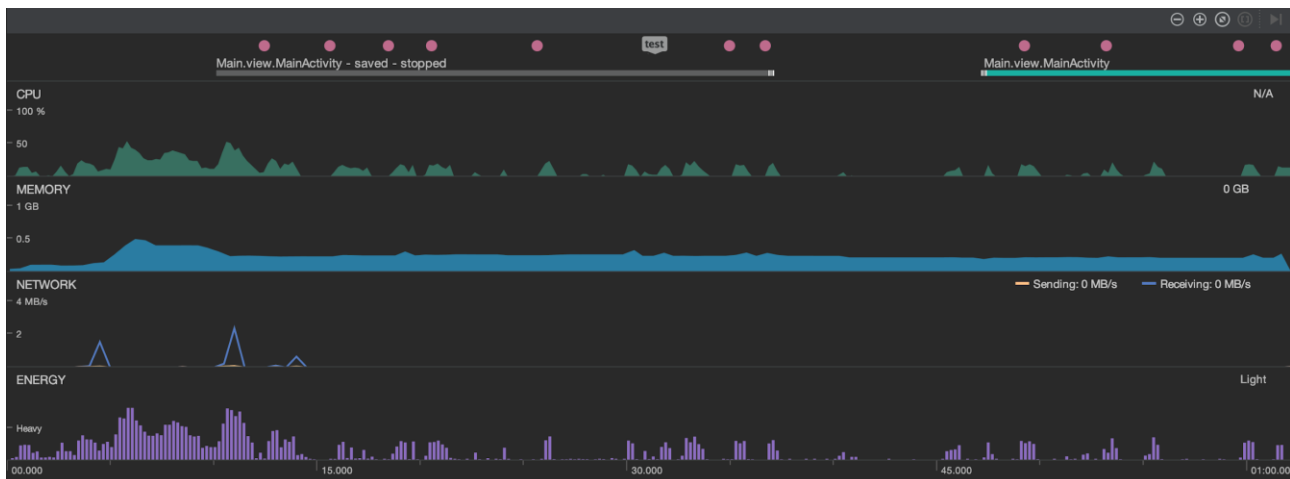 test
Main.view.MainActivity - saved - stopped
Main.view.MainActivity
CPU
N/A
100 %
50
MEMORY
0 GB
1 GB
0.5
NETWORK
Sending: 0 MB/s
Receiving: 0 MB/s
4 MB/s
2
ENERGY
Light
Heavy
00.000
15.000
30.000
45.000
01:00.00